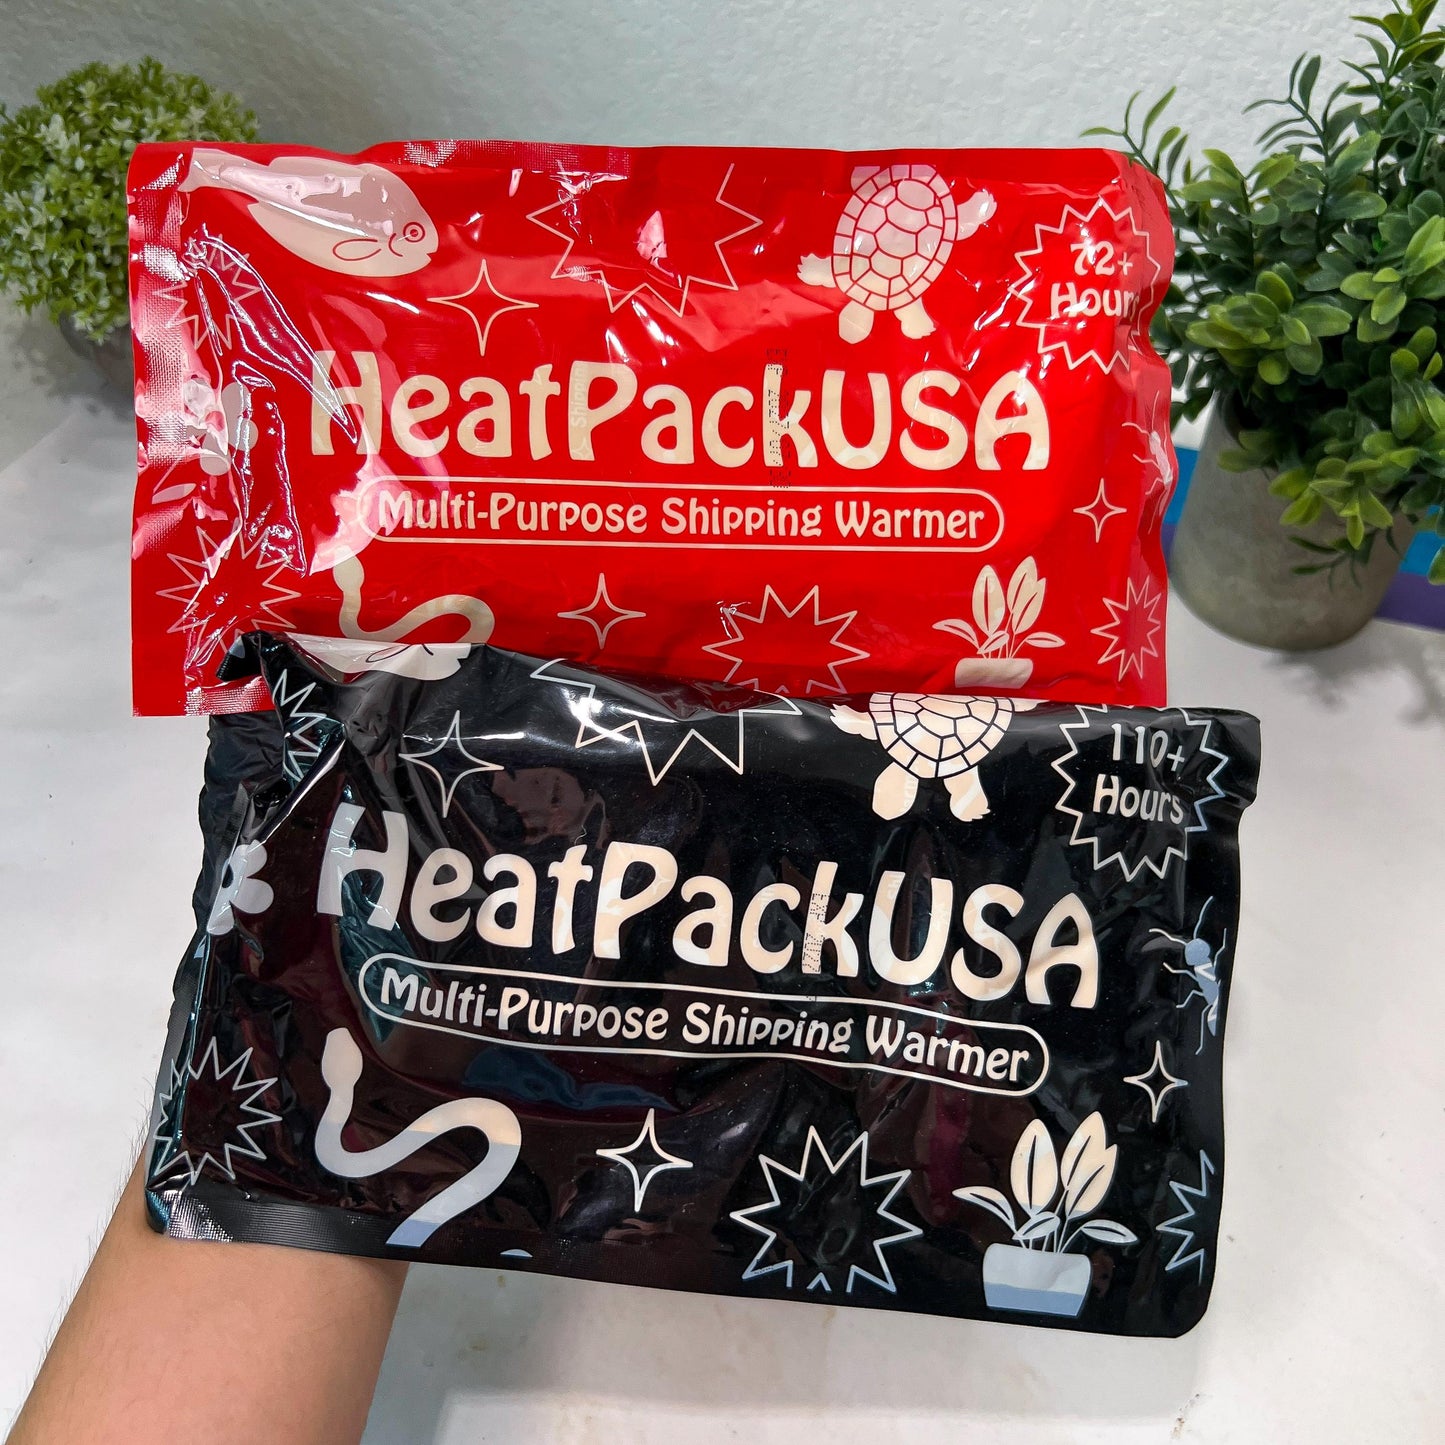 72+
Hours
HeatPackUSA
Multi-Purpose Shipping Warmer
110+
Hours
HeatPackUSA
Multi-Purpose Shipping Warmer